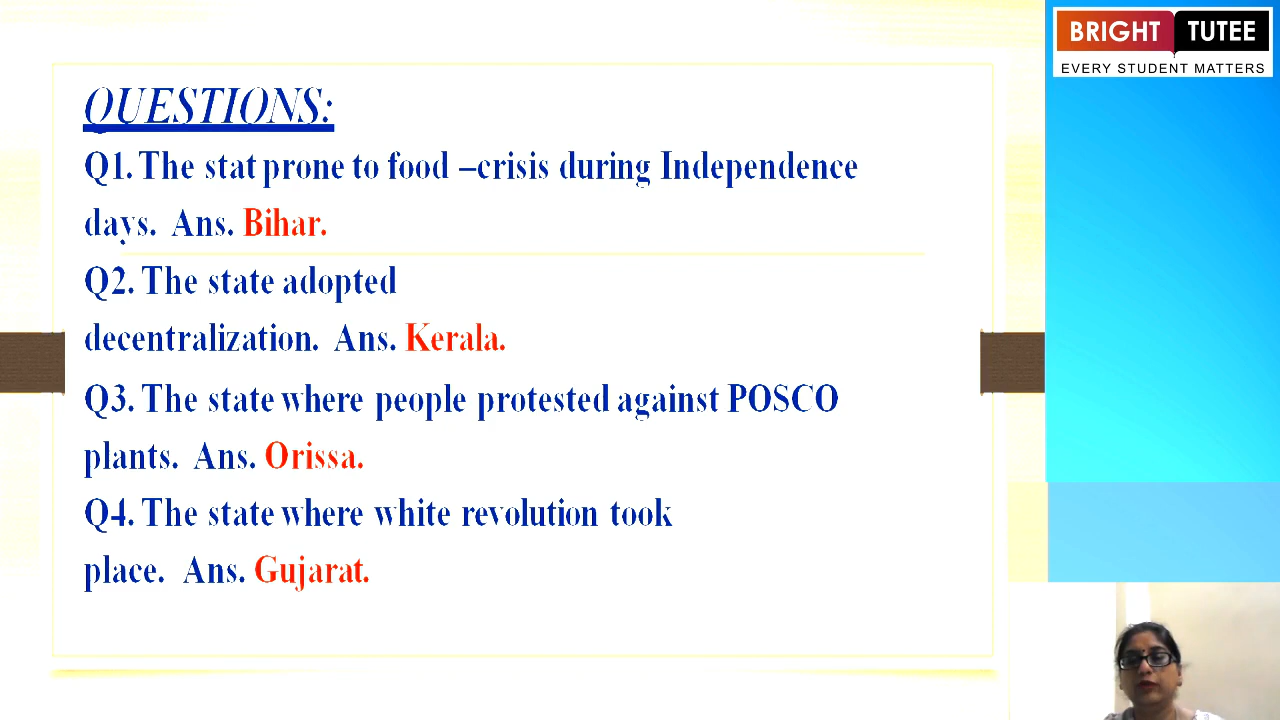 BRIGHT TUTEE
EVERY STUDENT MATTERS
QUESTIONS:
Q1. The stat prone to food –crisis during Independence
days. Ans. Bihar.
Q2. The state adopted
decentralization. Ans. Kerala.
Q3. The state where people protested against POSCO
plants. Ans. Orissa.
Q4. The state where white revolution took
place. Ans. Gujarat.